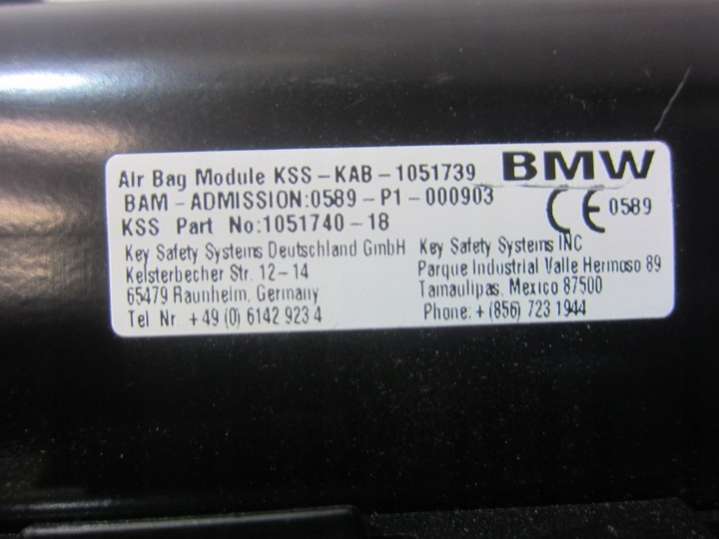 Air Bag Module KSS-KAB-1051739 BMW
BAM-ADMISSION:0589-P1-000903
CE 0589
KSS Part No:1051740-18
Key Safety Systems Deutschland GmbH
Kelsterbecher Str. 12-14
65479 Raunheim, Germany
Tel Nr +49 (0) 6142 923 4
Key Safety Systems INC
Parque Industrial Valle Hermoso 89
Tamaulipas, Mexico 87500
Phone: + (856) 723 1944